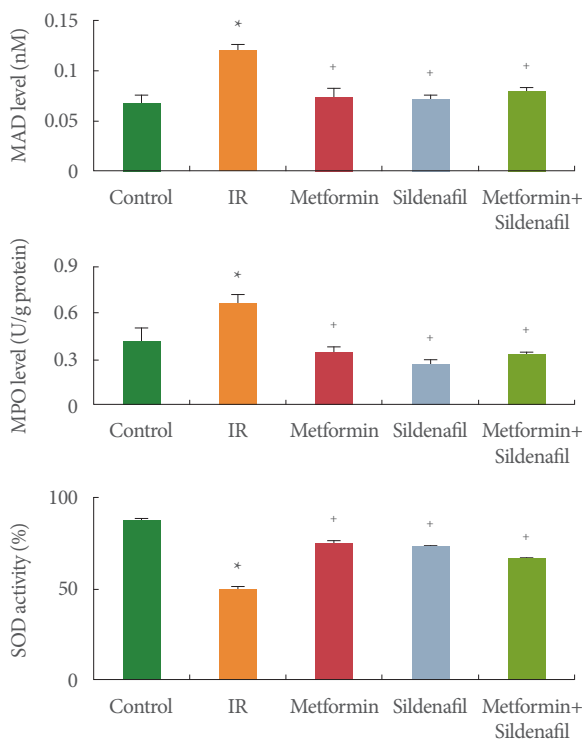 MAD level (nM)
0.15
0.1
0.05
0
*
+
+
+
Control
IR
Metformin
Sildenafil
Metformin+
Sildenafil
MPO level (U/g protein)
0.9
0.6
0.3
0
*
+
+
+
Control
IR
Metformin
Sildenafil
Metformin+
Sildenafil
SOD activity (%)
100
50
0
*
+
+
+
Control
IR
Metformin
Sildenafil
Metformin+
Sildenafil